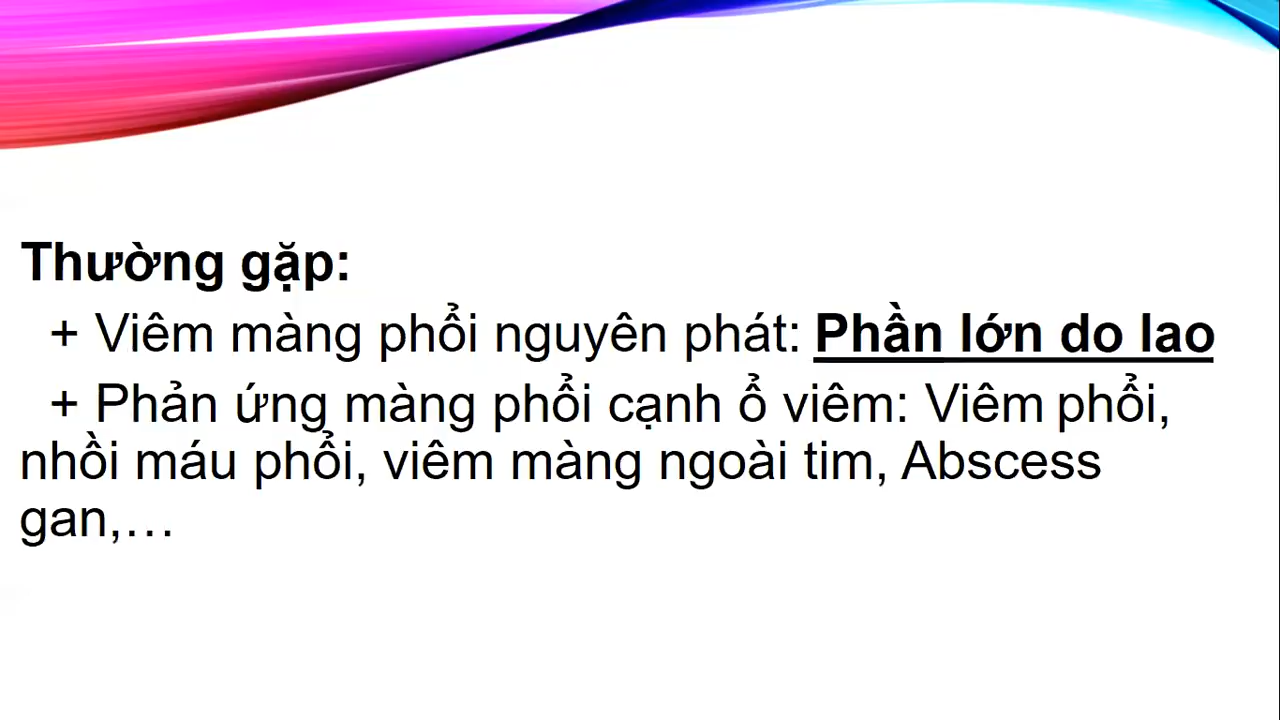 Thường gặp:
+ Viêm màng phổi nguyên phát: Phần lớn do lao
+ Phản ứng màng phổi cạnh ổ viêm: Viêm phổi,
nhồi máu phổi, viêm màng ngoài tim, Abscess
gan,…